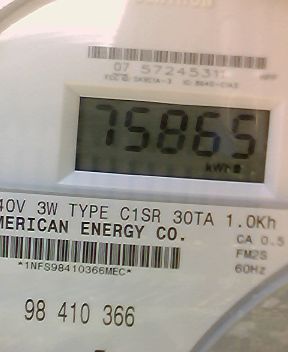 07 5724531
75865
kWh
40V 3W TYPE C1SR 30TA 1.0Kh
MERICAN ENERGY CO.
CA 0.5
*1NFS98410366MEC*
FM2S
60Hz
98 410 366